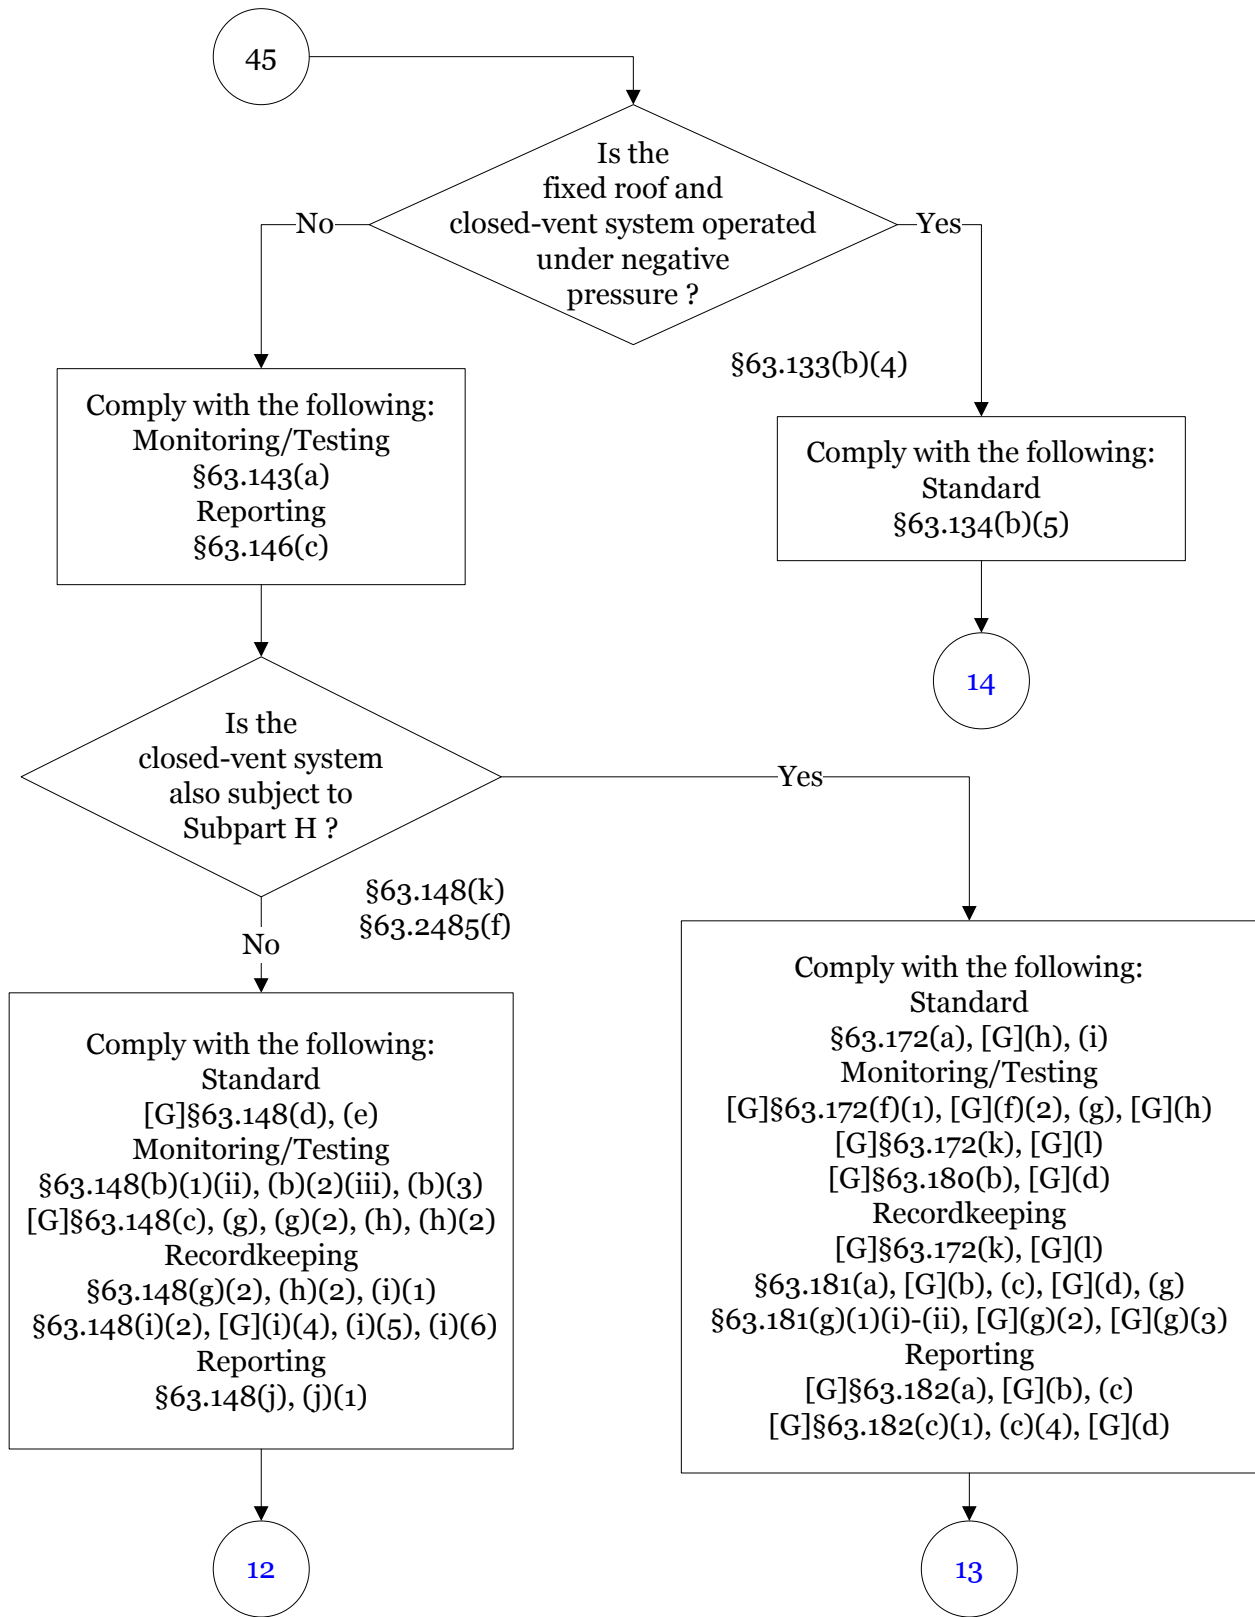 45
Is the
fixed roof and
closed-vent system operated
under negative
pressure ?
No
Yes
§63.133(b)(4)
Comply with the following:
Monitoring/Testing
§63.143(a)
Reporting
§63.146(c)
Comply with the following:
Standard
§63.134(b)(5)
14
Is the
closed-vent system
also subject to
Subpart H ?
Yes
§63.148(k)
§63.2485(f)
No
Comply with the following:
Standard
[G]§63.148(d), (e)
Monitoring/Testing
§63.148(b)(1)(ii), (b)(2)(iii), (b)(3)
[G]§63.148(c), (g), (g)(2), (h), (h)(2)
Recordkeeping
§63.148(g)(2), (h)(2), (i)(1)
§63.148(i)(2), [G](i)(4), (i)(5), (i)(6)
Reporting
§63.148(j), (j)(1)
Comply with the following:
Standard
§63.172(a), [G](h), (i)
Monitoring/Testing
[G]§63.172(f)(1), [G](f)(2), (g), [G](h)
[G]§63.172(k), [G](l)
[G]§63.180(b), [G](d)
Recordkeeping
[G]§63.172(k), [G](l)
§63.181(a), [G](b), (c), [G](d), (g)
§63.181(g)(1)(i)-(ii), [G](g)(2), [G](g)(3)
Reporting
[G]§63.182(a), [G](b), (c)
[G]§63.182(c)(1), (c)(4), [G](d)
12
13